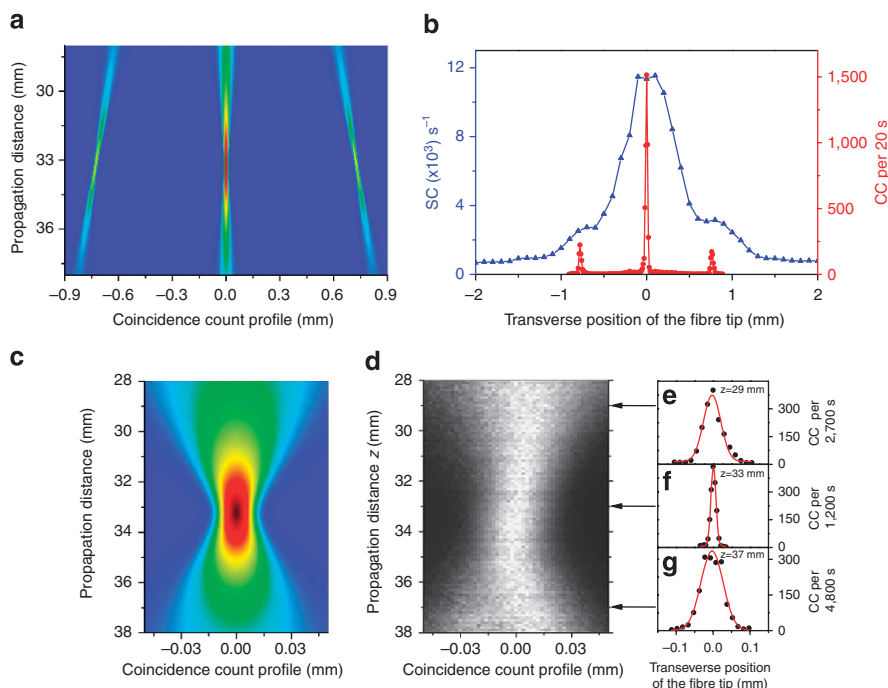 a
Propagation distance (mm)
30
33
36
−0.9 −0.6 −0.3 0.0 0.3 0.6 0.9
Coincidence count profile (mm)
b
SC (x10³) s⁻¹
12
8
4
0
1,500
1,000
500
0
CC per 20 s
−2 −1 0 1 2
Transverse position of the fibre tip (mm)
c
Propapation distance (mm)
28
30
32
34
36
38
−0.03 0.00 0.03
Coincidence count profile (mm)
d
Propagation distance z (mm)
28
30
32
34
36
38
−0.03 0.00 0.03
Coincidence count profile (mm)
e
z=29 mm
300
150
0
CC per
2,700 s
f
z=33 mm
300
150
0
CC per
1,200 s
g
z=37 mm
300
150
0
CC per
4,800 s
−0.1 0.0 0.1
Transverse position
of the fibre tip (mm)